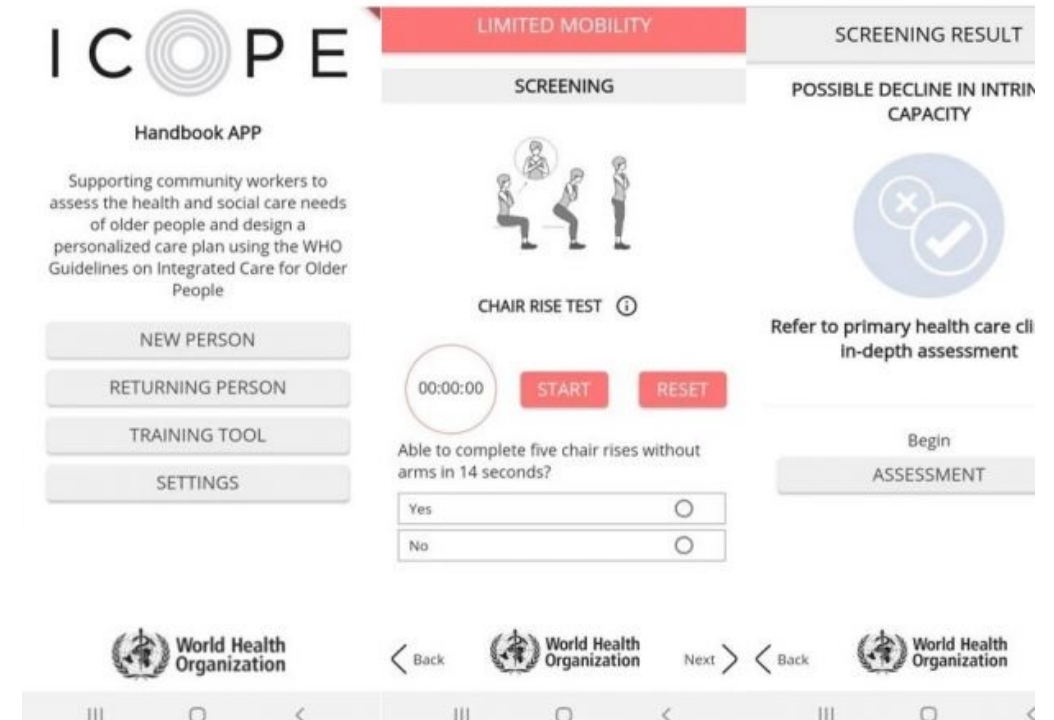 ICOPE
Handbook APP
Supporting community workers to
assess the health and social care needs
of older people and design a
personalized care plan using the WHO
Guidelines on Integrated Care for Older
People
NEW PERSON
RETURNING PERSON
TRAINING TOOL
SETTINGS
World Health
Organization
LIMITED MOBILITY
SCREENING
CHAIR RISE TEST
00:00:00
START
RESET
Able to complete five chair rises without
arms in 14 seconds?
Yes
No
Back
World Health
Organization
Next
SCREENING RESULT
POSSIBLE DECLINE IN
CAPACITY
Refer to primary health care
in-depth assessment
Begin
ASSESSMENT
Back
World Health
Organization